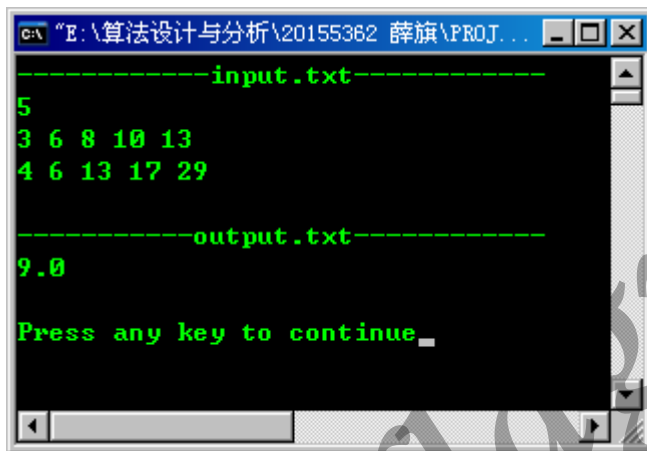 "E:\算法设计与分析\20155362 薛旗\PROJ...
------------input.txt------------
5
3 6 8 10 13
4 6 13 17 29
-----------output.txt------------
9.0
Press any key to continue_